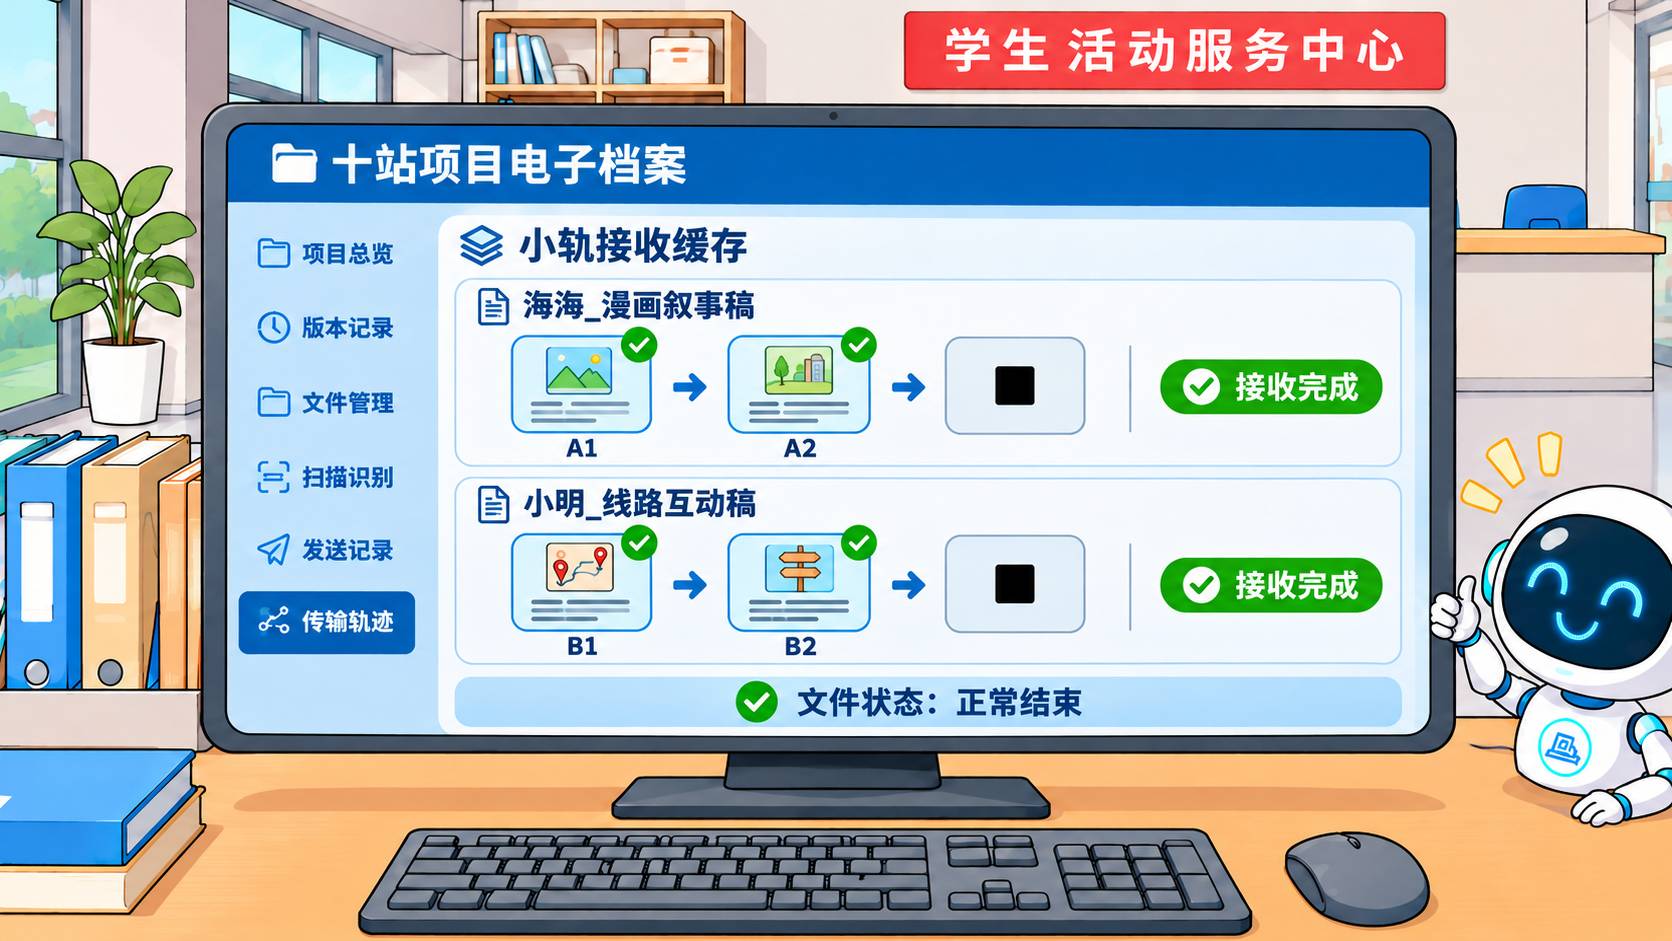 学生活动服务中心
十站项目电子档案
项目总览
版本记录
文件管理
扫描识别
发送记录
传输轨迹
小轨接收缓存
海海_漫画叙事稿
A1
A2
接收完成
小明_线路互动稿
B1
B2
接收完成
文件状态：正常结束